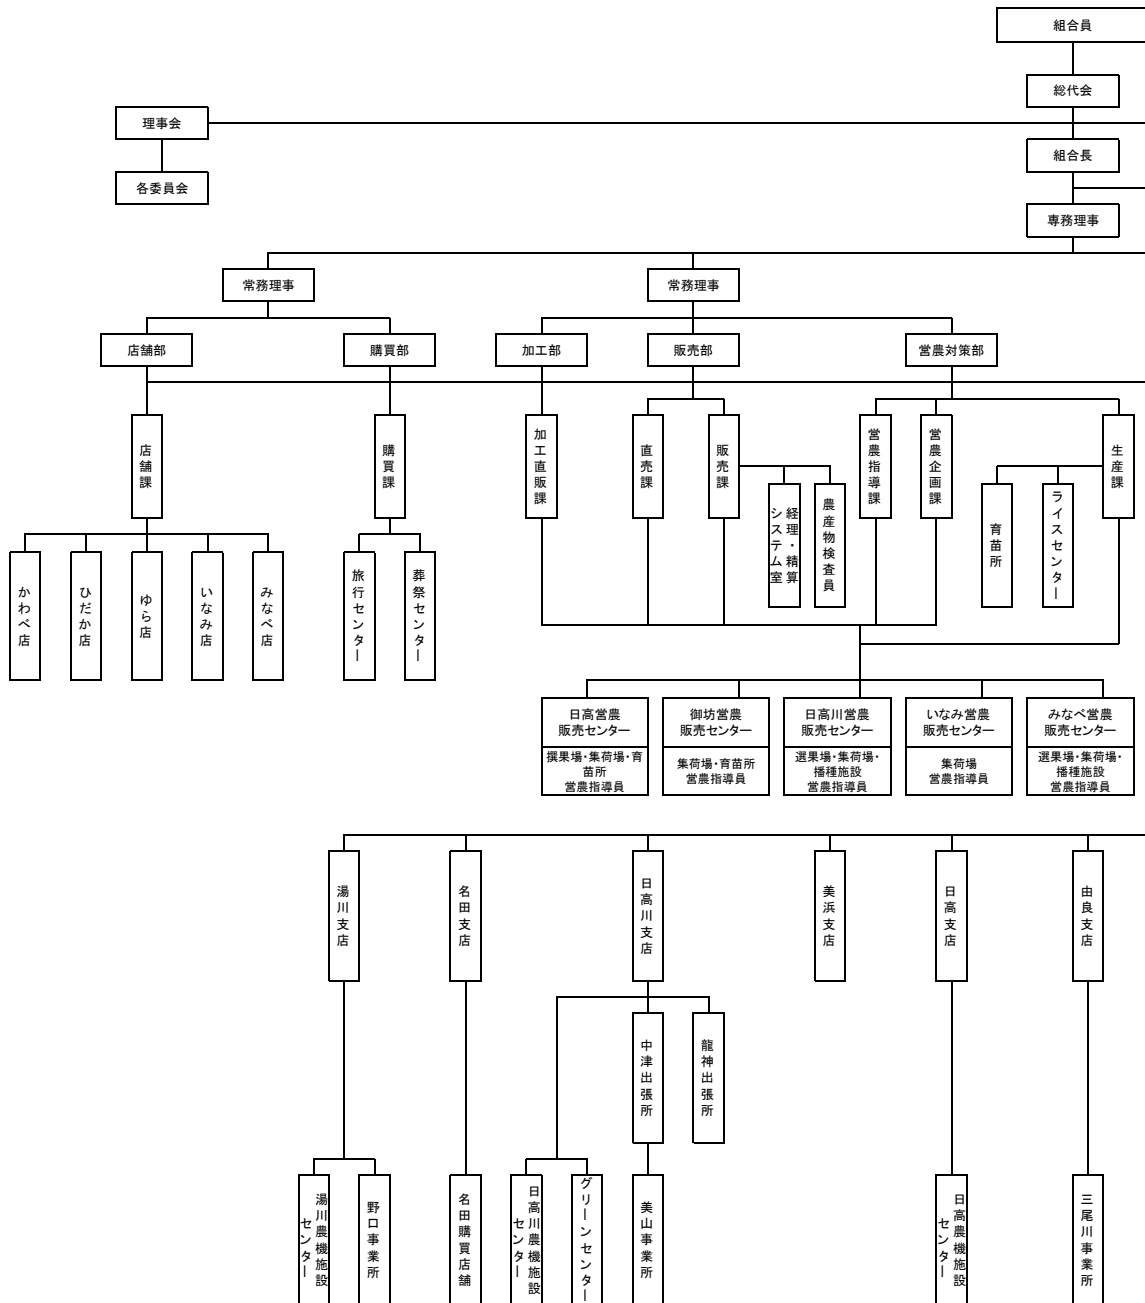 組合員
総代会
理事会
組合長
各委員会
専務理事
常務理事
常務理事
店舗部
購買部
加工部
販売部
営農対策部
店舗課
購買課
加工直販課
直売課
販売課
営農指導課
営農企画課
生産課
経理・精算
システム室
農産物検査員
育苗所
ライスセンター
かわべ店
ひだか店
ゆら店
いなみ店
みなべ店
旅行センター
葬祭センター
日高営農
販売センター
撰果場・集荷場・育
苗所
営農指導員
御坊営農
販売センター
集荷場・育苗所
営農指導員
日高川営農
販売センター
選果場・集荷場・
播種施設
営農指導員
いなみ営農
販売センター
集荷場
営農指導員
みなべ営農
販売センター
選果場・集荷場・
播種施設
営農指導員
湯川支店
名田支店
日高川支店
美浜支店
日高支店
由良支店
中津出張所
龍神出張所
湯川農機施設
センター
野口事業所
名田購買店舗
日高川農機施設
センター
グリーンセンター
美山事業所
日高農機施設
センター
三尾川事業所